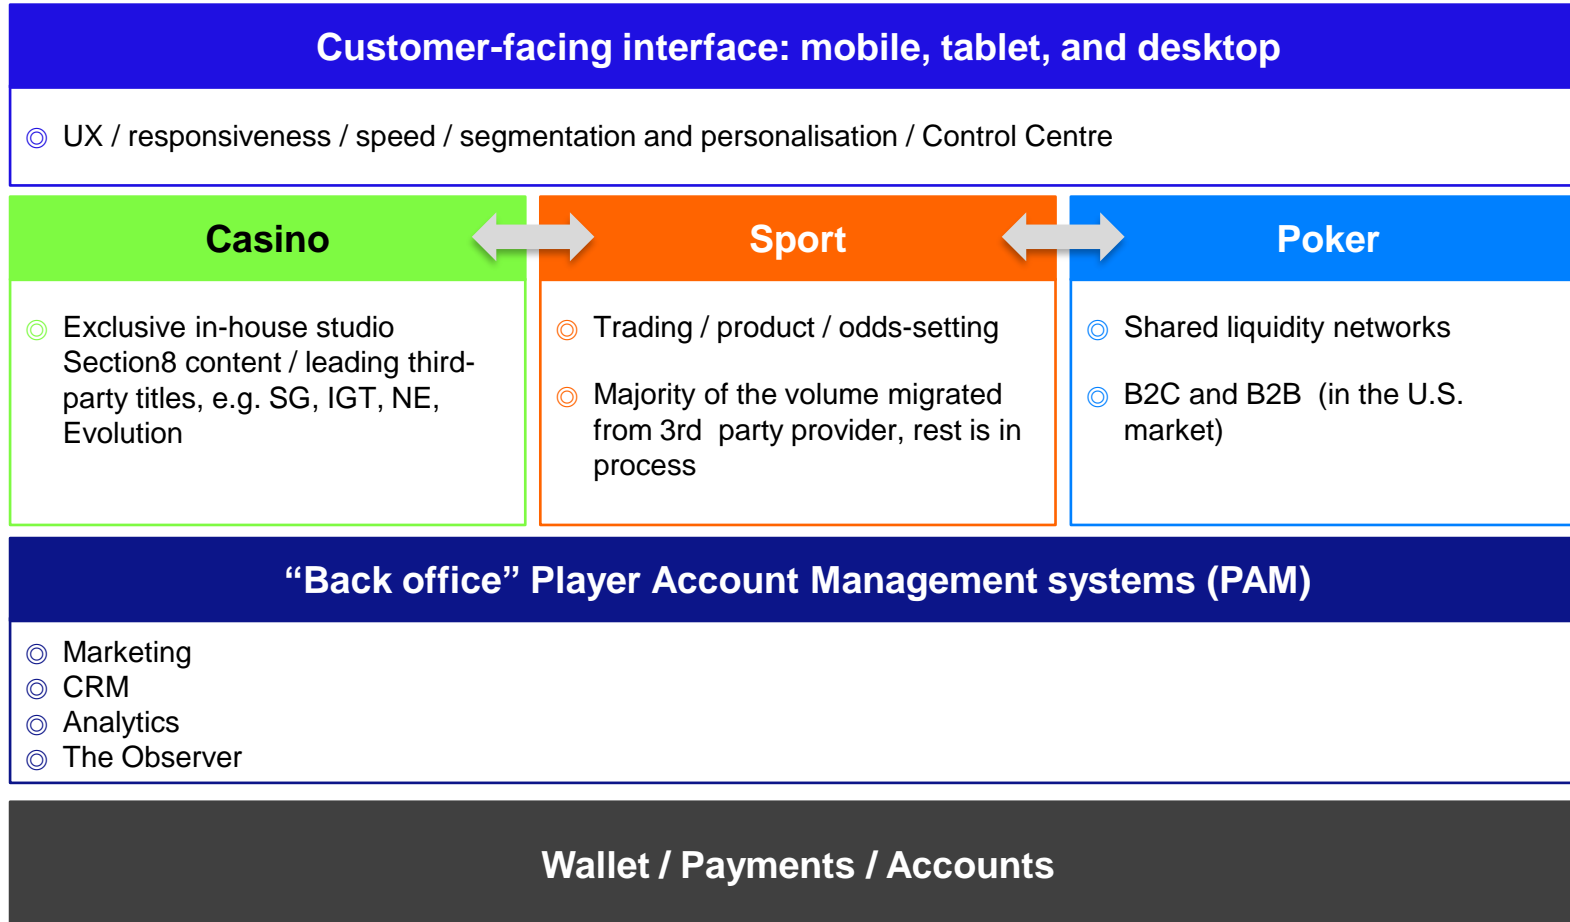 Customer-facing interface: mobile, tablet, and desktop
UX / responsiveness / speed / segmentation and personalisation / Control Centre
Casino
Exclusive in-house studio
Section8 content / leading third-
party titles, e.g. SG, IGT, NE,
Evolution
Sport
Trading / product / odds-setting
Majority of the volume migrated
from 3rd  party provider, rest is in
process
Poker
Shared liquidity networks
B2C and B2B  (in the U.S.
market)
“Back office” Player Account Management systems (PAM)
Marketing
CRM
Analytics
The Observer
Wallet / Payments / Accounts